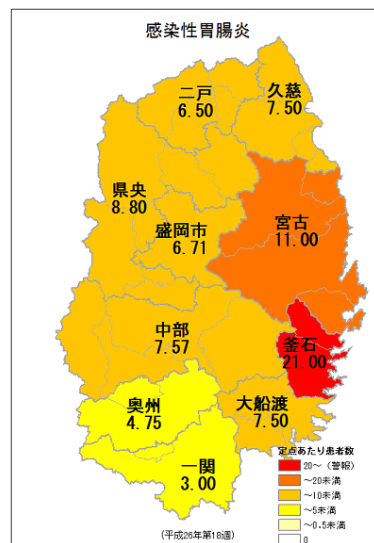 感染性胃腸炎
二戸
6.50
久慈
7.50
県央
8.80
盛岡市
6.71
宮古
11.00
中部
7.57
釜石
21.00
奥州
4.75
大船渡
7.50
一関
3.00
定点あたり患者数
20~ (警報)
~20未満
~10未満
~5未満
~0.5未満
0
(平成26年第18週)